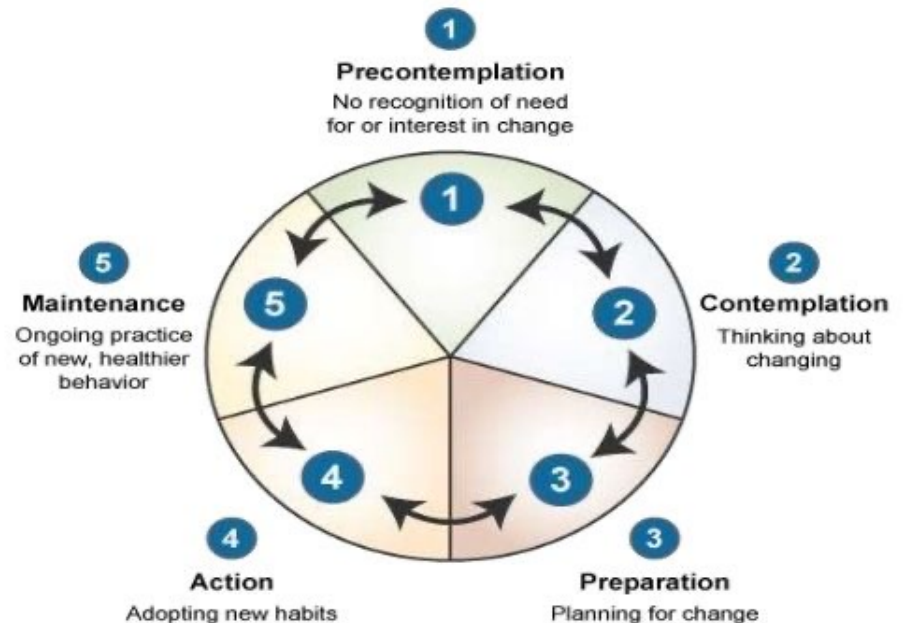 1
Precontemplation
No recognition of need
for or interest in change
1
5
Maintenance
Ongoing practice
of new, healthier
behavior
5
2
2
Contemplation
Thinking about
changing
4
3
4
Action
Adopting new habits
3
Preparation
Planning for change